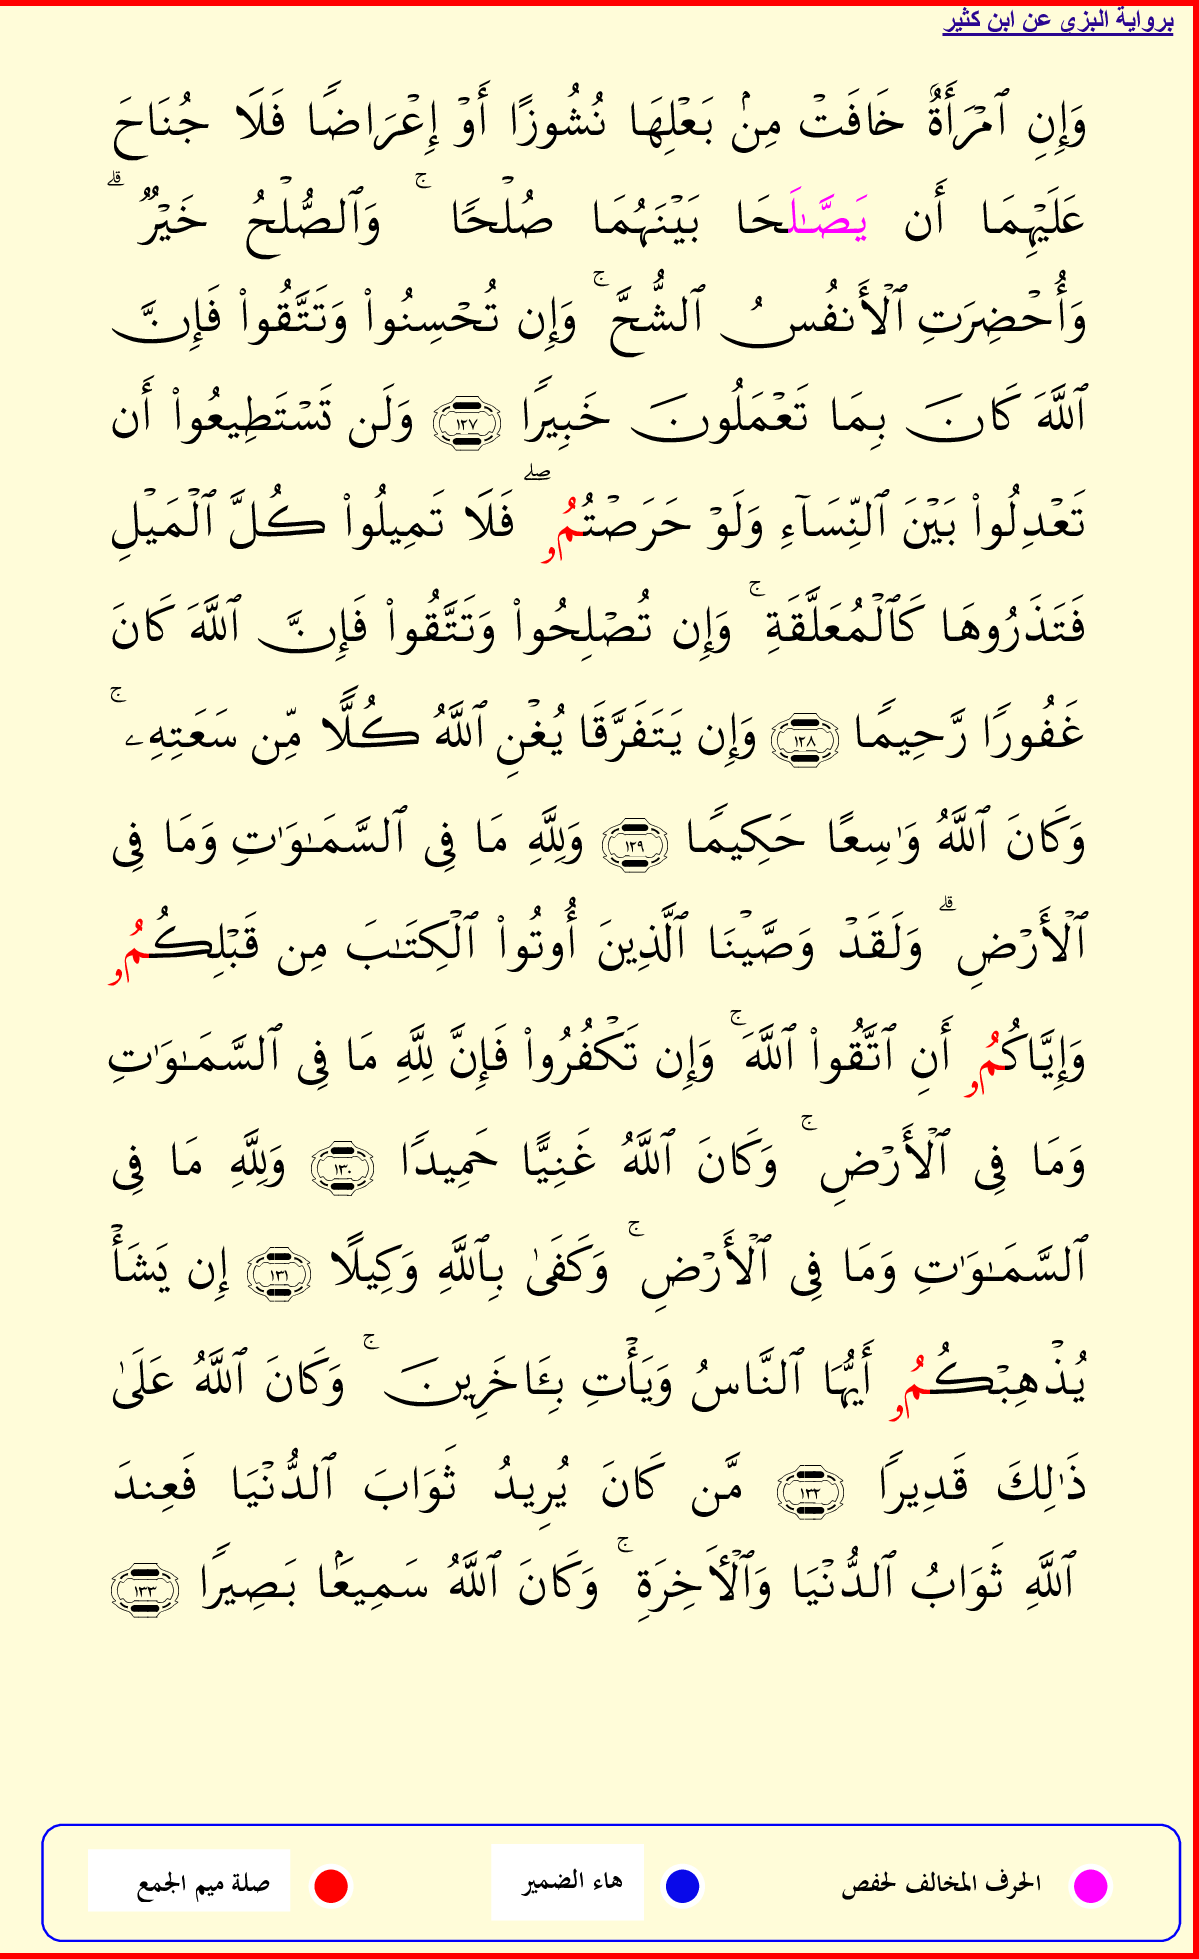 برواية البزي عن ابن كثير
وَإِنِ ٱمۡرَأَةٌ خَافَتۡ مِنۢ بَعۡلِهَا نُشُوزًا أَوۡ إِعۡرَاضًا فَلَا جُنَاحَ
عَلَيۡهِمَا أَن يَصَّـٰلَحَا بَيۡنَهُمَا صُلۡحًاۚ وَٱلصُّلۡحُ خَيۡرٌۗ
وَأُحۡضِرَتِ ٱلۡأَنفُسُ ٱلشُّحَّۚ وَإِن تُحۡسِنُواْ وَتَتَّقُواْ فَإِنَّ
ٱللَّهَ كَانَ بِمَا تَعۡمَلُونَ خَبِيرًا ١٢٧ وَلَن تَسۡتَطِيعُواْ أَن
تَعۡدِلُواْ بَيۡنَ ٱلنِّسَآءِ وَلَوۡ حَرَصۡتُمُۥۖ فَلَا تَمِيلُواْ كُلَّ ٱلۡمَيۡلِ
فَتَذَرُوهَا كَٱلۡمُعَلَّقَةِۚ وَإِن تُصۡلِحُواْ وَتَتَّقُواْ فَإِنَّ ٱللَّهَ كَانَ
غَفُورًا رَّحِيمًا ١٢٨ وَإِن يَتَفَرَّقَا يُغۡنِ ٱللَّهُ كُلًّا مِّن سَعَتِهِۦۚ
وَكَانَ ٱللَّهُ وَٰسِعًا حَكِيمًا ١٢٩ وَلِلَّهِ مَا فِي ٱلسَّمَـٰوَٰتِ وَمَا فِي
ٱلۡأَرۡضِۗ وَلَقَدۡ وَصَّيۡنَا ٱلَّذِينَ أُوتُواْ ٱلۡكِتَـٰبَ مِن قَبۡلِكُمُۥ
وَإِيَّاكُمُۥ أَنِ ٱتَّقُواْ ٱللَّهَۚ وَإِن تَكۡفُرُواْ فَإِنَّ لِلَّهِ مَا فِي ٱلسَّمَـٰوَٰتِ
وَمَا فِي ٱلۡأَرۡضِۚ وَكَانَ ٱللَّهُ غَنِيًّا حَمِيدًا ١٣٠ وَلِلَّهِ مَا فِي
ٱلسَّمَـٰوَٰتِ وَمَا فِي ٱلۡأَرۡضِۚ وَكَفَىٰ بِٱللَّهِ وَكِيلًا ١٣١ إِن يَشَأۡ
يُذۡهِبۡكُمُۥ أَيُّهَا ٱلنَّاسُ وَيَأۡتِ بِـَٔاخَرِينَۚ وَكَانَ ٱللَّهُ عَلَىٰ
ذَٰلِكَ قَدِيرًا ١٣٢ مَّن كَانَ يُرِيدُ ثَوَابَ ٱلدُّنۡيَا فَعِندَ
ٱللَّهِ ثَوَابُ ٱلدُّنۡيَا وَٱلۡأٓخِرَةِۚ وَكَانَ ٱللَّهُ سَمِيعَۢا بَصِيرًا ١٣٣
الحرف المخالف لحفص هاء الضمير صلة ميم الجمع